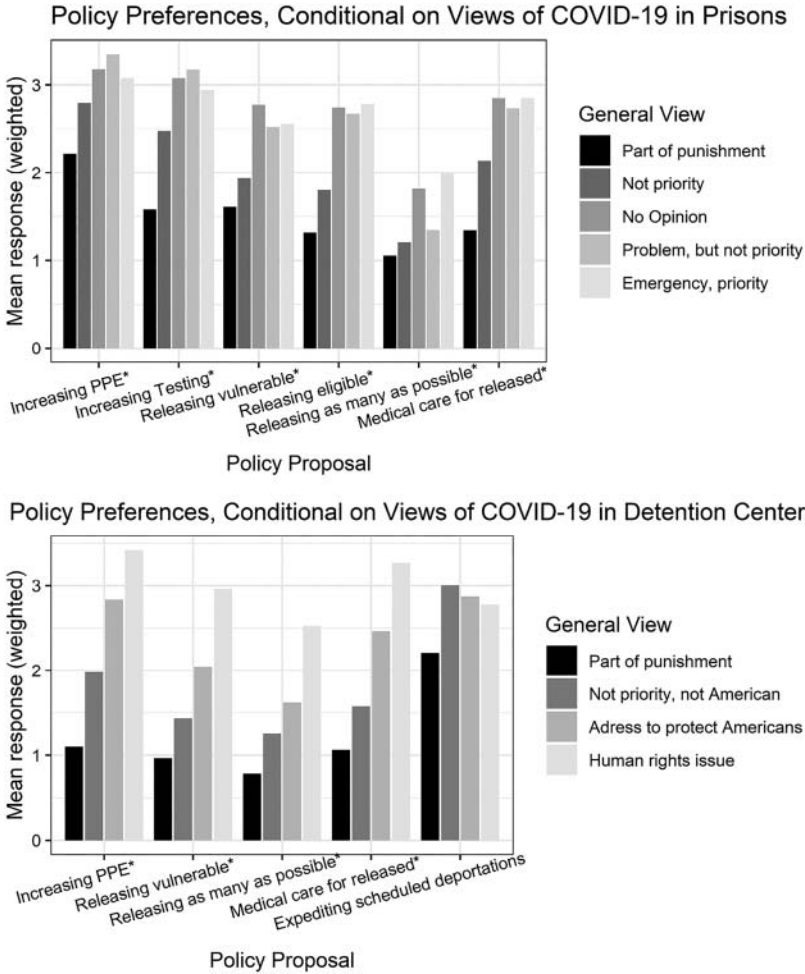 Policy Preferences, Conditional on Views of COVID-19 in Prisons
Mean response (weighted)
3
2
1
0
Increasing PPE*
Increasing Testing*
Releasing vulnerable*
Releasing eligible*
Releasing as many as possible*
Medical care for released*
Policy Proposal
General View
Part of punishment
Not priority
No Opinion
Problem, but not priority
Emergency, priority
Policy Preferences, Conditional on Views of COVID-19 in Detention Center
Mean response (weighted)
3
2
1
0
Increasing PPE*
Releasing vulnerable*
Releasing as many as possible*
Medical care for released*
Expediting scheduled deportations
Policy Proposal
General View
Part of punishment
Not priority, not American
Adress to protect Americans
Human rights issue